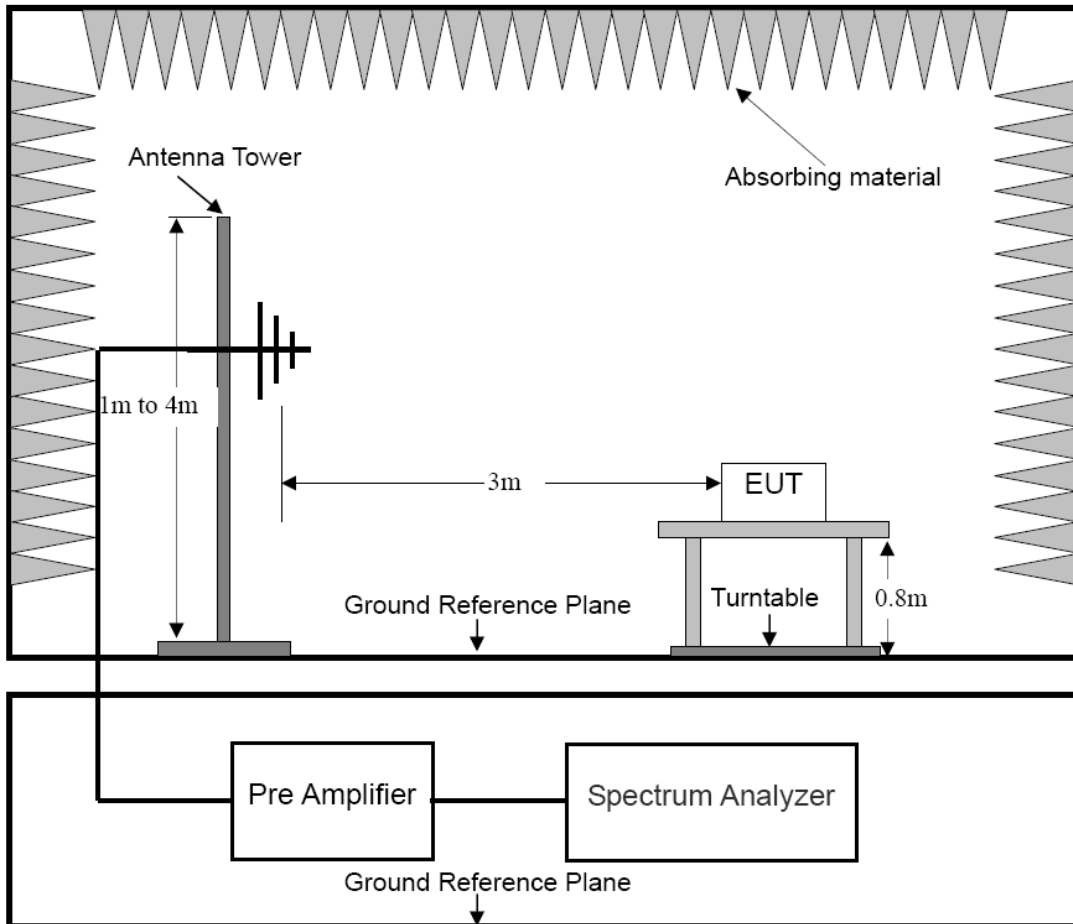 Antenna Tower
Absorbing material
1m to 4m
3m
EUT
Ground Reference Plane
Turntable
0.8m
Pre Amplifier
Spectrum Analyzer
Ground Reference Plane